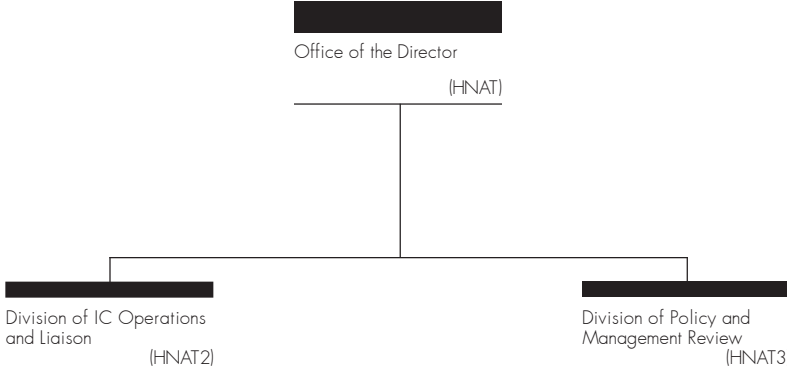 Office of the Director
(HNAT)
Division of IC Operations
and Liaison
(HNAT2)
Division of Policy and
Management Review
(HNAT3